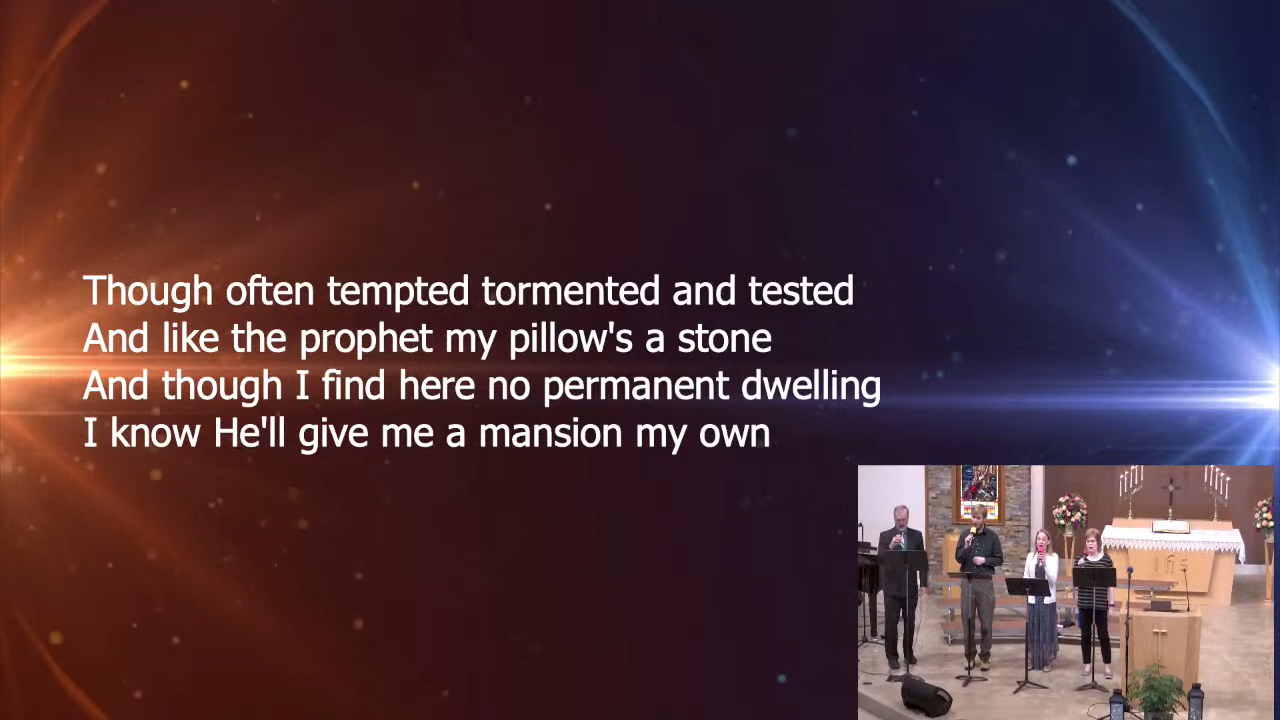 Though often tempted tormented and tested
And like the prophet my pillow's a stone
And though I find here no permanent dwelling
I know He'll give me a mansion my own